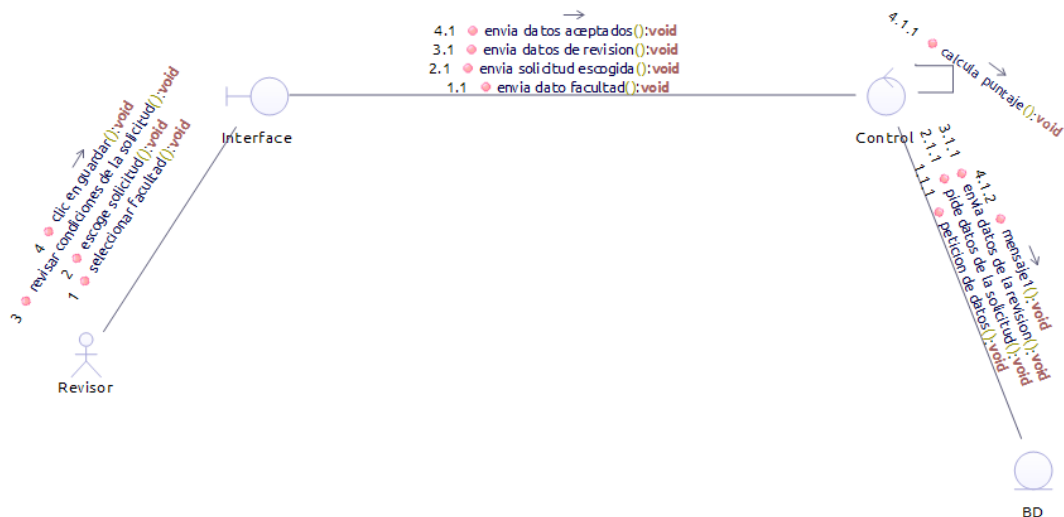 4.1 envia datos aceptados():void
3.1 envia datos de revision():void
2.1 envia solicitud escogida():void
1.1 envia dato facultad():void
4.1.1 calcula puntaje():void
Interface
Control
4 clic en guardar():void
3 revisar condiciones de la solicitud():void
2 escoge solicitud():void
1 seleccionar facultad():void
4.1.2 mensaje1():void
3.1.1 envia datos de la revision():void
2.1.1 pide datos de la solicitud():void
1.1.1 peticion de datos():void
Revisor
BD